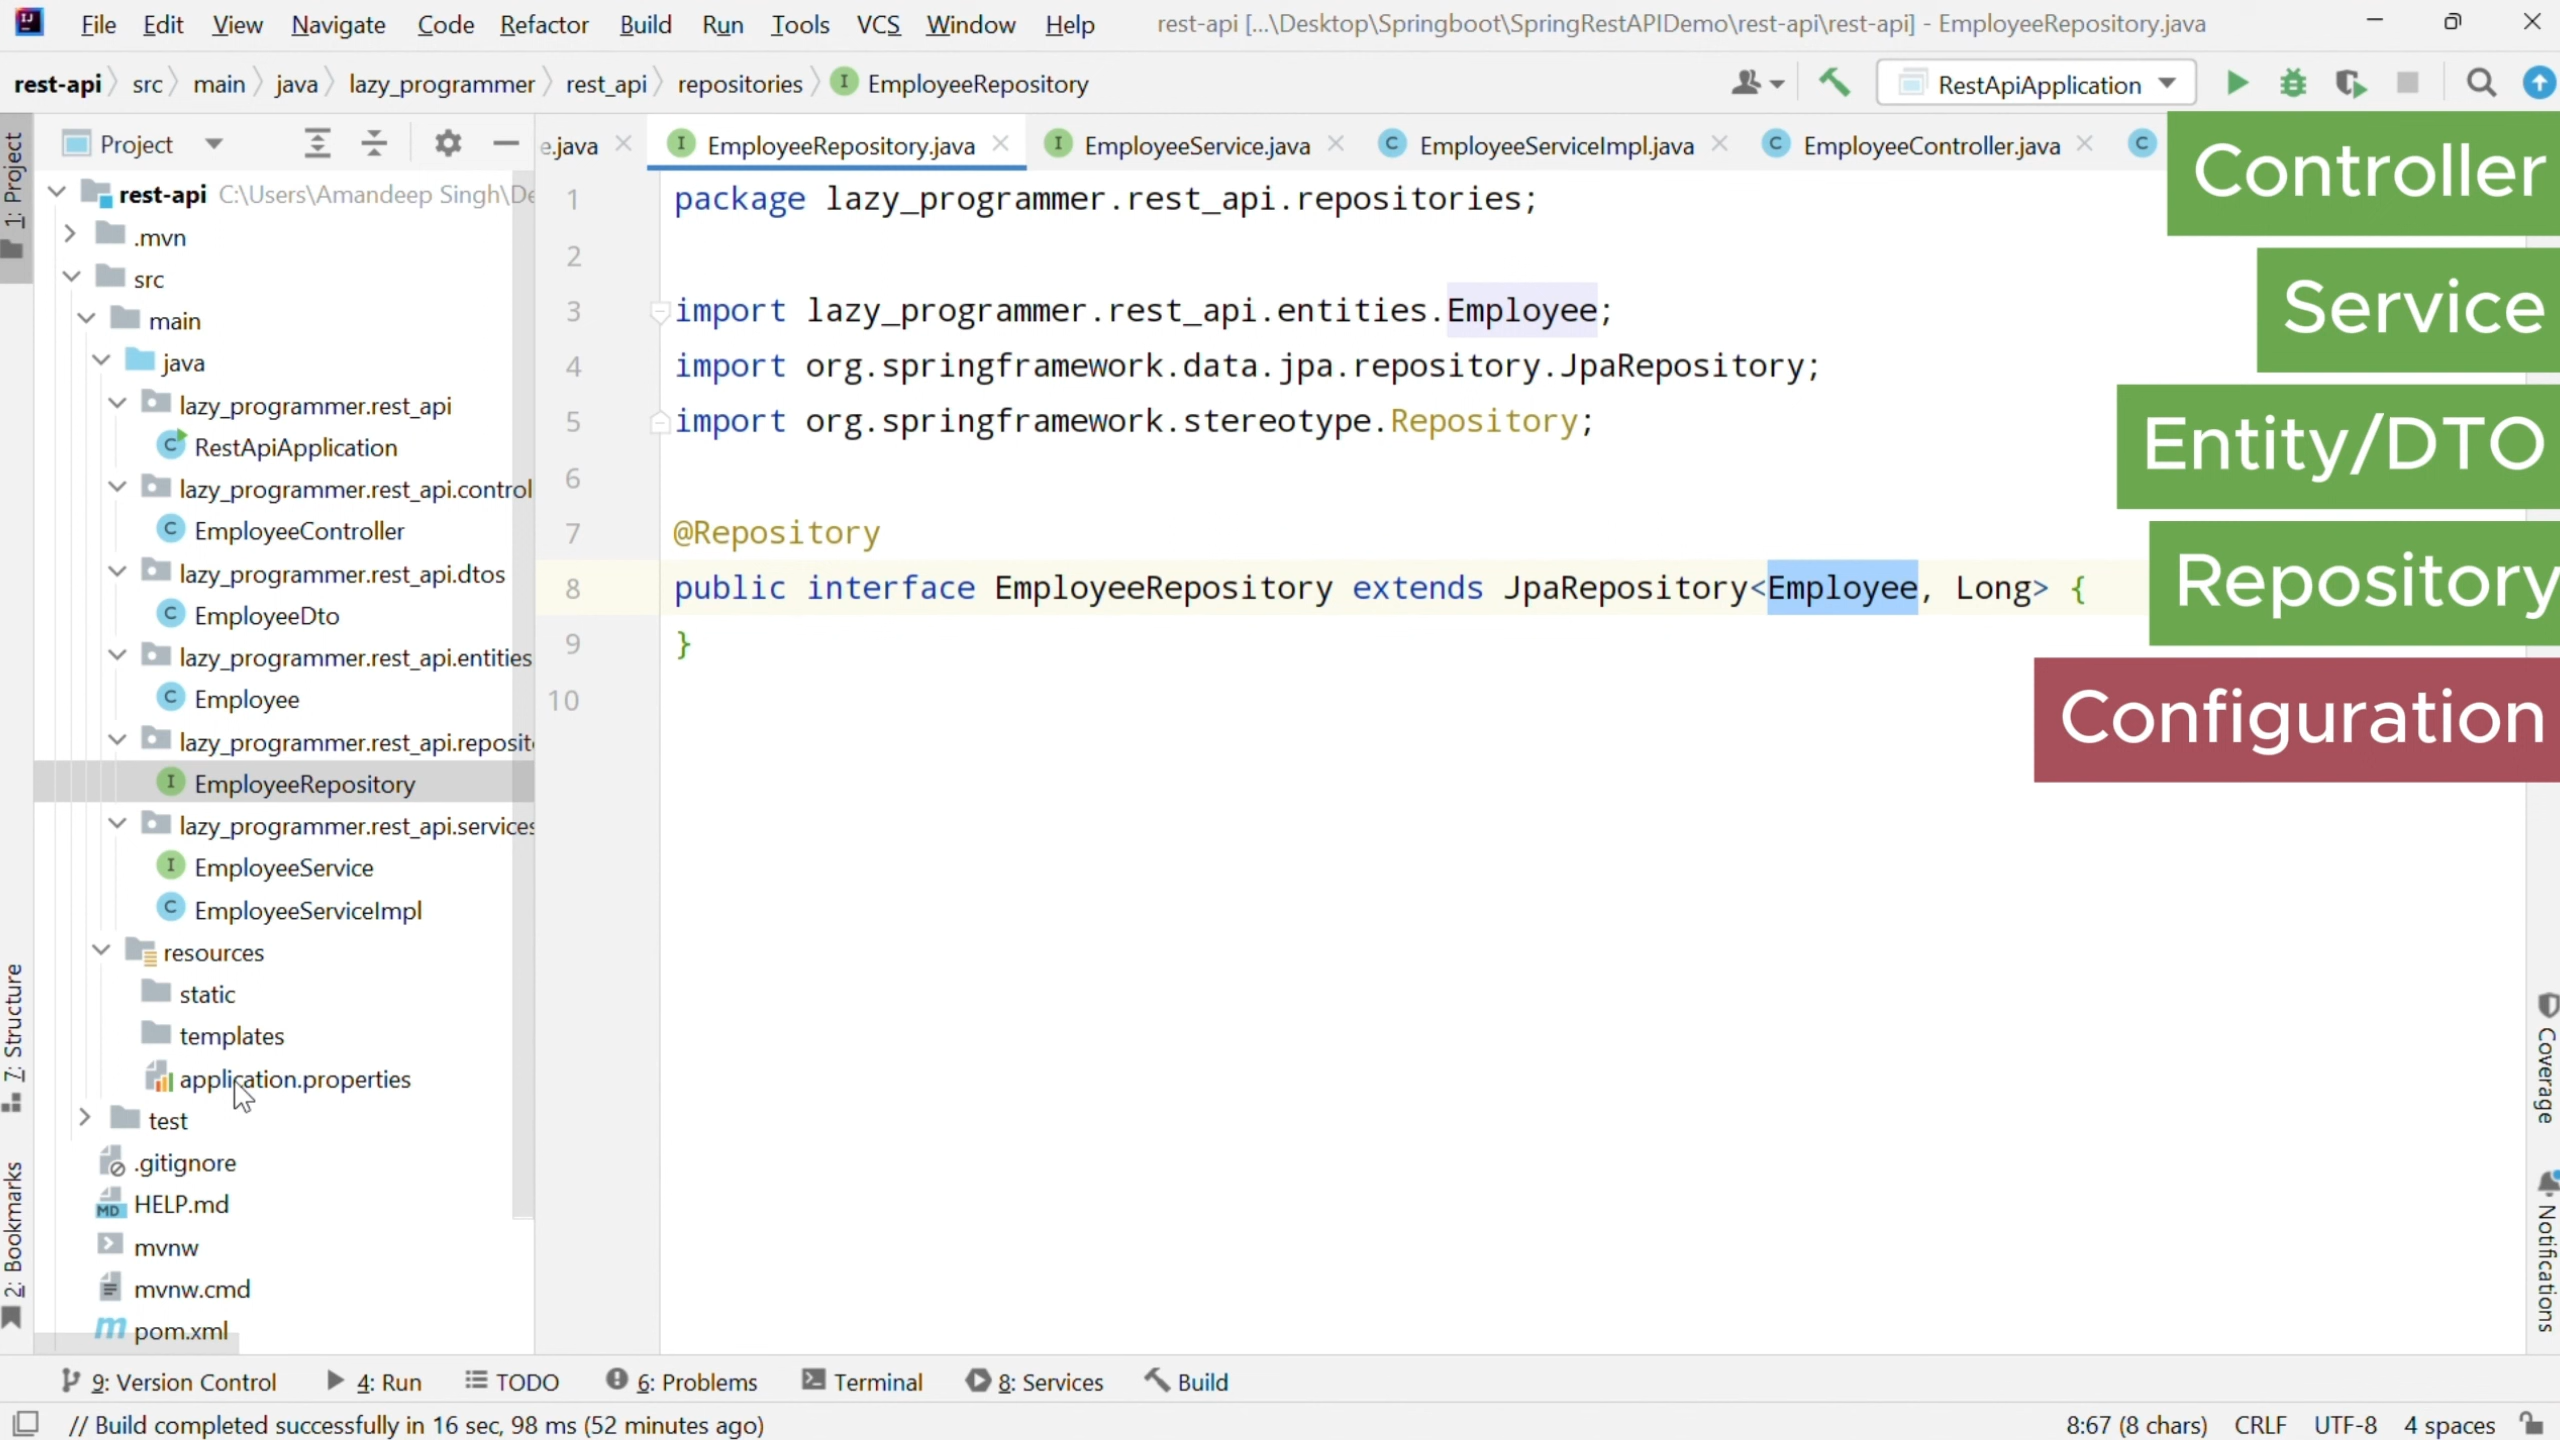 File Edit View Navigate Code Refactor Build Run Tools VCS Window Help rest-api [...\Desktop\Springboot\SpringRestAPIDemo\rest-api\rest-api] - EmployeeRepository.java
rest-api src main java lazy_programmer rest_api repositories I EmployeeRepository RestApiApplication
Project e.java I EmployeeRepository.java I EmployeeService.java C EmployeeServiceImpl.java C EmployeeController.java C
1: Project
7: Structure
2: Bookmarks
rest-api C:\Users\Amandeep Singh\De
.mvn
src
main
java
lazy_programmer.rest_api
C RestApiApplication
lazy_programmer.rest_api.control
C EmployeeController
lazy_programmer.rest_api.dtos
C EmployeeDto
lazy_programmer.rest_api.entities
C Employee
lazy_programmer.rest_api.reposit
I EmployeeRepository
lazy_programmer.rest_api.services
I EmployeeService
C EmployeeServiceImpl
resources
static
templates
application.properties
test
.gitignore
MD HELP.md
mvnw
mvnw.cmd
m pom.xml
1 package lazy_programmer.rest_api.repositories;
2
3 import lazy_programmer.rest_api.entities.Employee;
4 import org.springframework.data.jpa.repository.JpaRepository;
5 import org.springframework.stereotype.Repository;
6
7 @Repository
8 public interface EmployeeRepository extends JpaRepository<Employee, Long> {
9 }
10
Controller
Service
Entity/DTO
Repository
Configuration
Coverage
Notifications
9: Version Control 4: Run TODO 6: Problems Terminal 8: Services Build
// Build completed successfully in 16 sec, 98 ms (52 minutes ago) 8:67 (8 chars) CRLF UTF-8 4 spaces